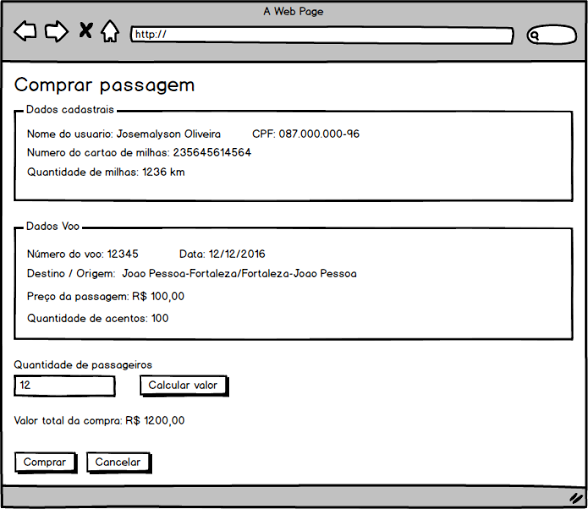 A Web Page
http://
Comprar passagem
Dados cadastrais
Nome do usuario: Josemalyson Oliveira CPF: 087.000.000-96
Numero do cartao de milhas: 235645614564
Quantidade de milhas: 1236 km
Dados Voo
Número do voo: 12345 Data: 12/12/2016
Destino / Origem: Joao Pessoa-Fortaleza/Fortaleza-Joao Pessoa
Preço da passagem: R$ 100,00
Quantidade de acentos: 100
Quantidade de passageiros
12 Calcular valor
Valor total da compra: R$ 1200,00
Comprar Cancelar